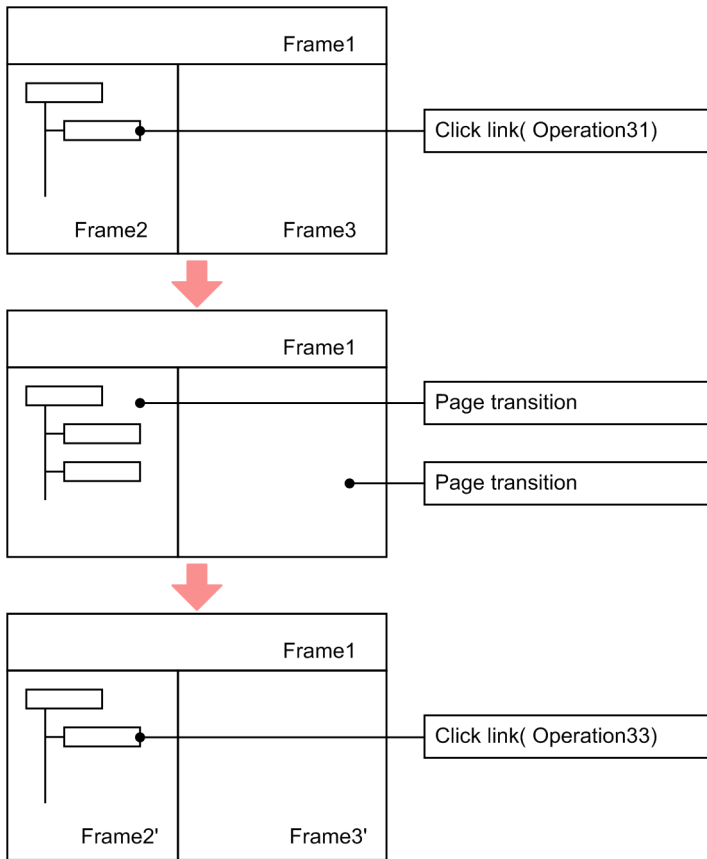 Frame1
Click link( Operation31)
Frame2
Frame3
Frame1
Page transition
Page transition
Frame1
Click link( Operation33)
Frame2'
Frame3'